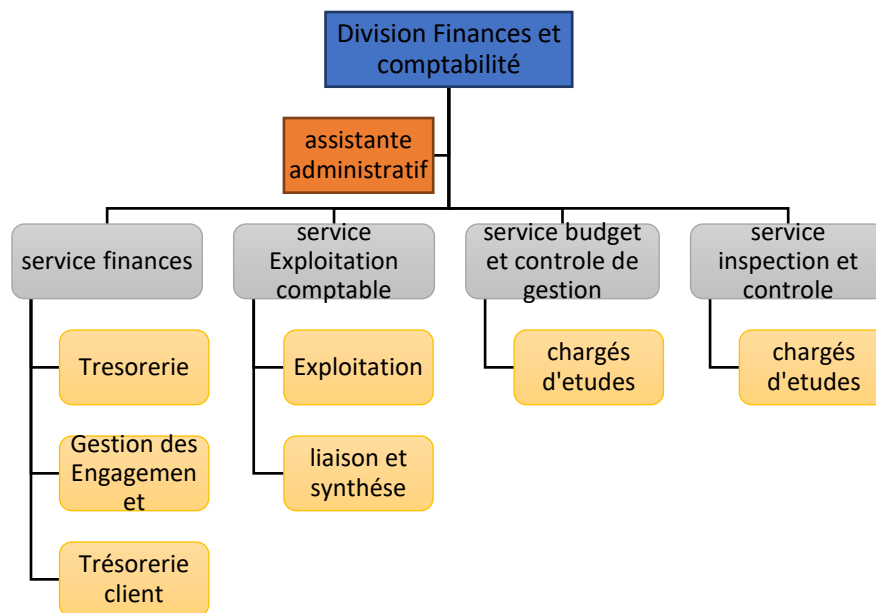 Division Finances et
comptabilité
assistante
administratif
service finances
service
Exploitation
comptable
service budget
et controle de
gestion
service
inspection et
controle
Tresorerie
Exploitation
chargés
d'etudes
chargés
d'etudes
Gestion des
Engagemen
et
liaison et
synthése
Trésorerie
client